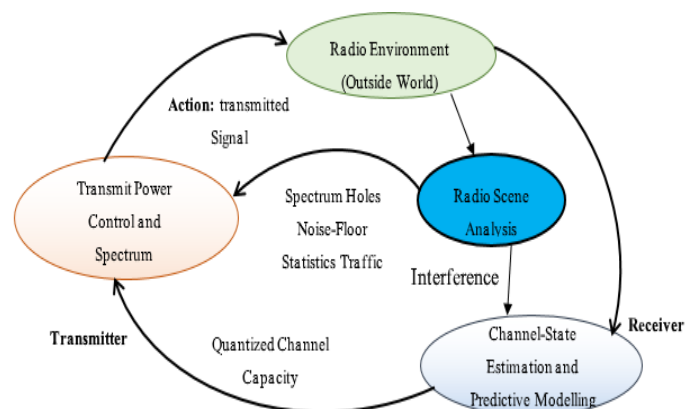 Radio Environment
(Outside World)
Action: transmitted
Signal
Transmit Power
Control and
Spectrum
Spectrum Holes
Noise-Floor
Statistics Traffic
Radio Scene
Analysis
Interference
Transmitter
Quantized Channel
Capacity
Channel-State
Estimation and
Predictive Modelling
Receiver